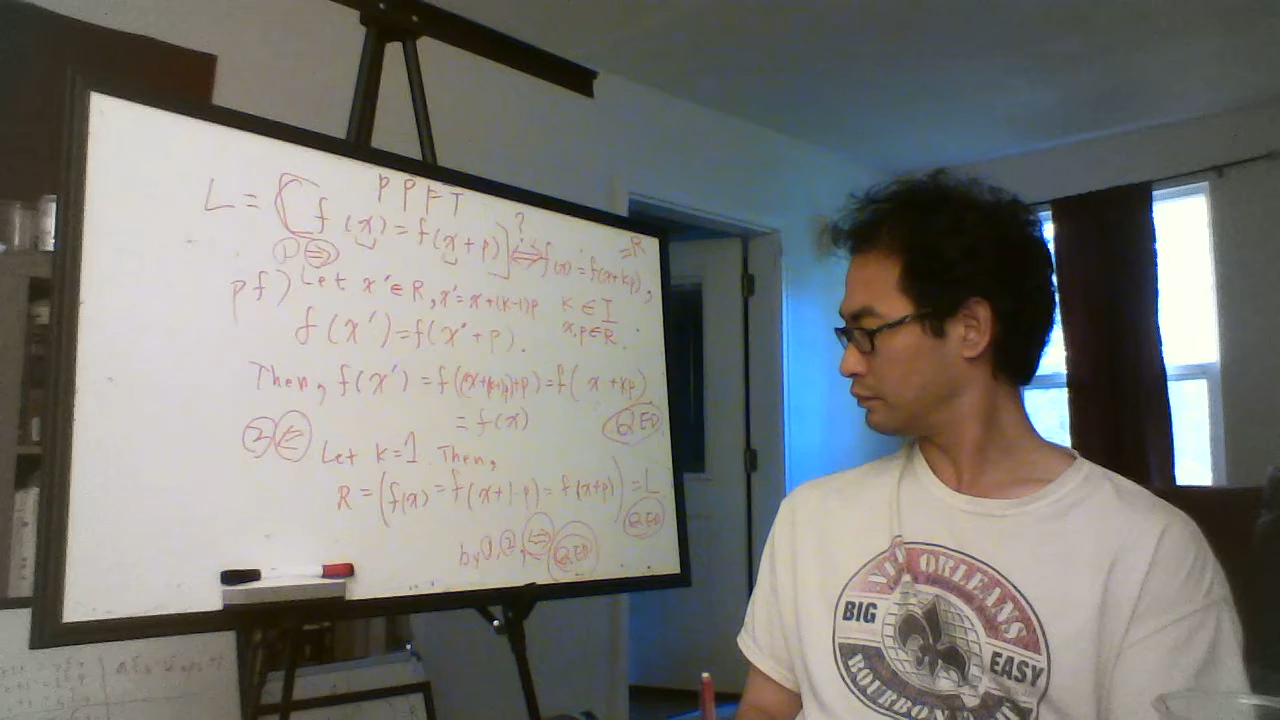 P P F T
L = [f(x) = f(x+p)] ⇔? f(x) = f(x+kp), = R
① ⇒
pf) Let x' ∈ R, x' = x+(k-1)p k ∈ I
x, p ∈ R.
f(x') = f(x'+p).
Then, f(x') = f((x+(k-1)p)+p) = f(x+kp)
= f(x) QED
② ⇐ Let k=1. Then,
R = (f(x) = f(x+1·p) = f(x+p)) = L
QED
by ①, ②, ⇔ QED
NEW ORLEANS
BIG
EASY
BOURBON